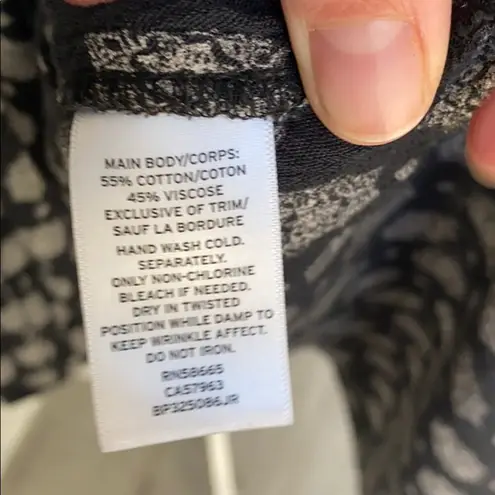 MAIN BODY/CORPS:
55% COTTON/COTON
45% VISCOSE
EXCLUSIVE OF TRIM/
SAUF LA BORDURE
HAND WASH COLD.
SEPARATELY.
ONLY NON-CHLORINE
BLEACH IF NEEDED.
DRY IN TWISTED
POSITION WHILE DAMP TO
KEEP WRINKLE AFFECT.
DO NOT IRON.
RN58665
CA57963
BP325086JR